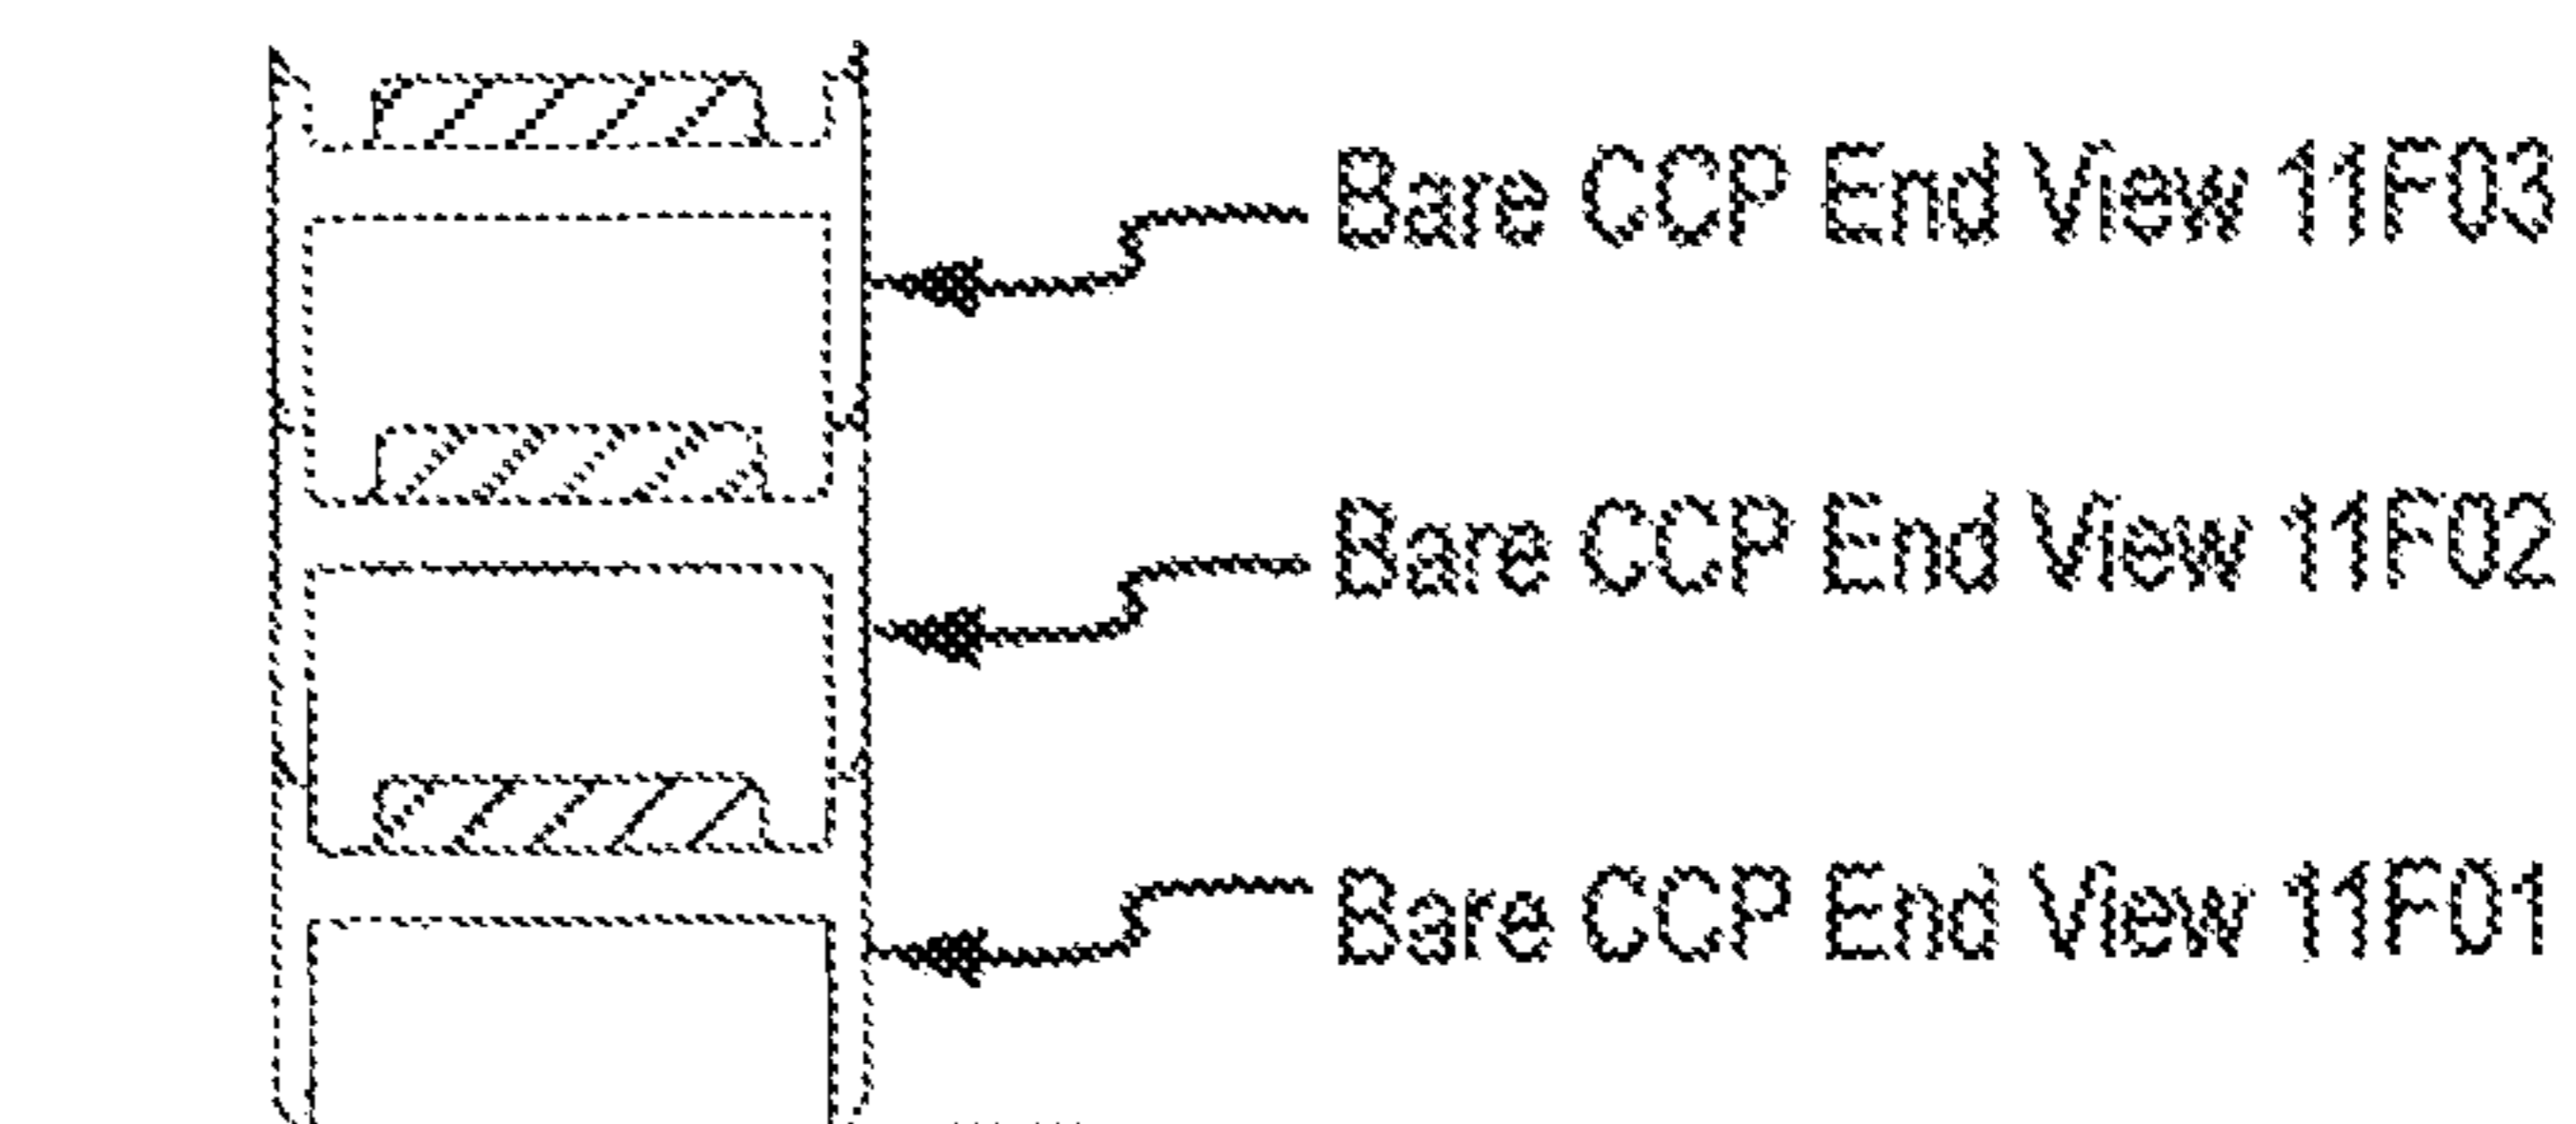 Bare CCP End View 11F03
Bare CCP End View 11F02
Bare CCP End View 11F01